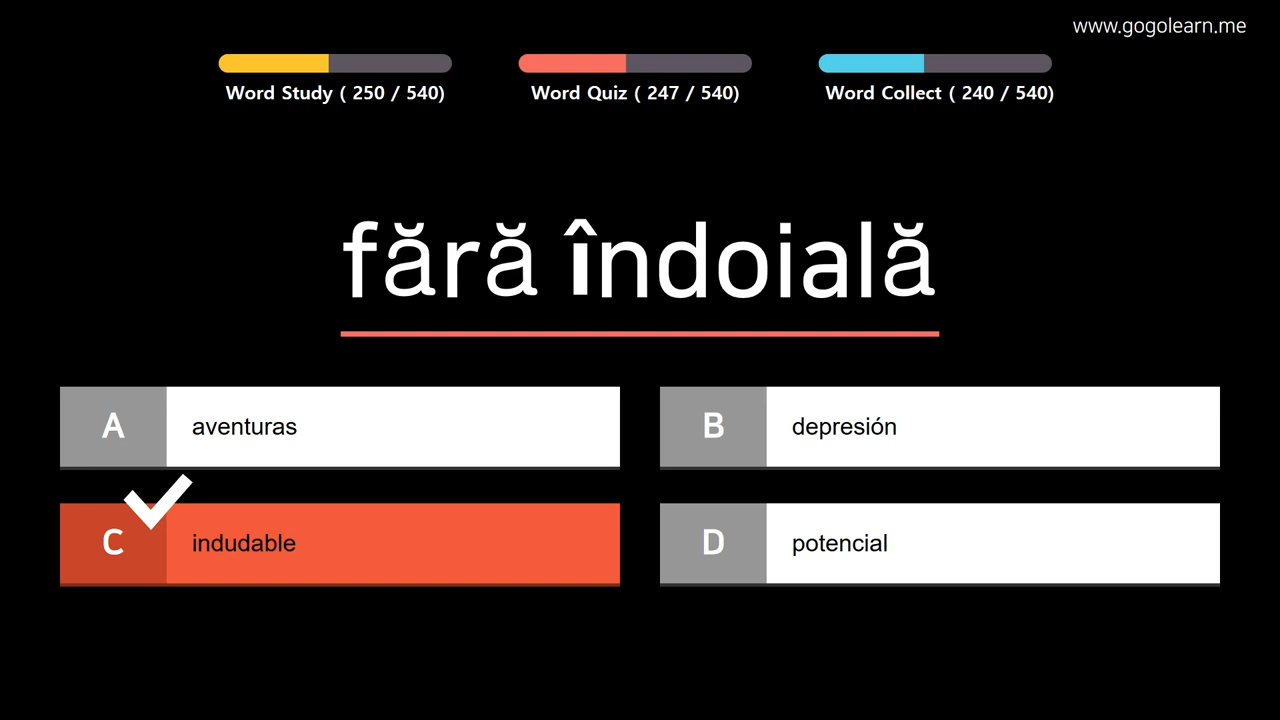 www.gogolearn.me
Word Study ( 250 / 540)
Word Quiz ( 247 / 540)
Word Collect ( 240 / 540)
fără îndoială
A aventuras
B depresión
C indudable
D potencial